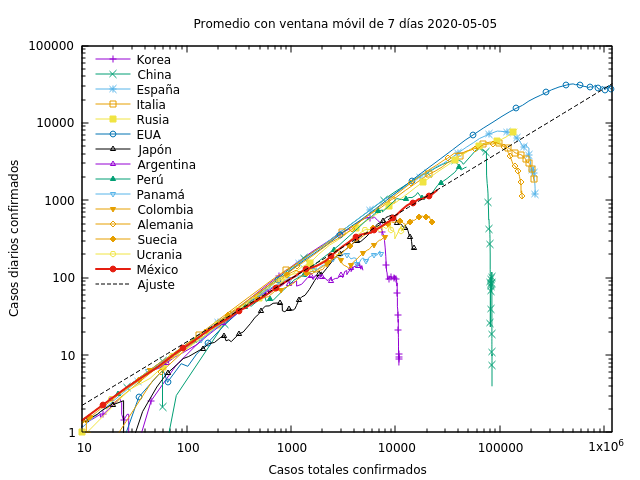 Promedio con ventana móvil de 7 días 2020-05-05
Casos diarios confirmados
100000
10000
1000
100
10
1
Korea
China
España
Italia
Rusia
EUA
Japón
Argentina
Perú
Panamá
Colombia
Alemania
Suecia
Ucrania
México
Ajuste
10 100 1000 10000 100000 1x10⁶
Casos totales confirmados